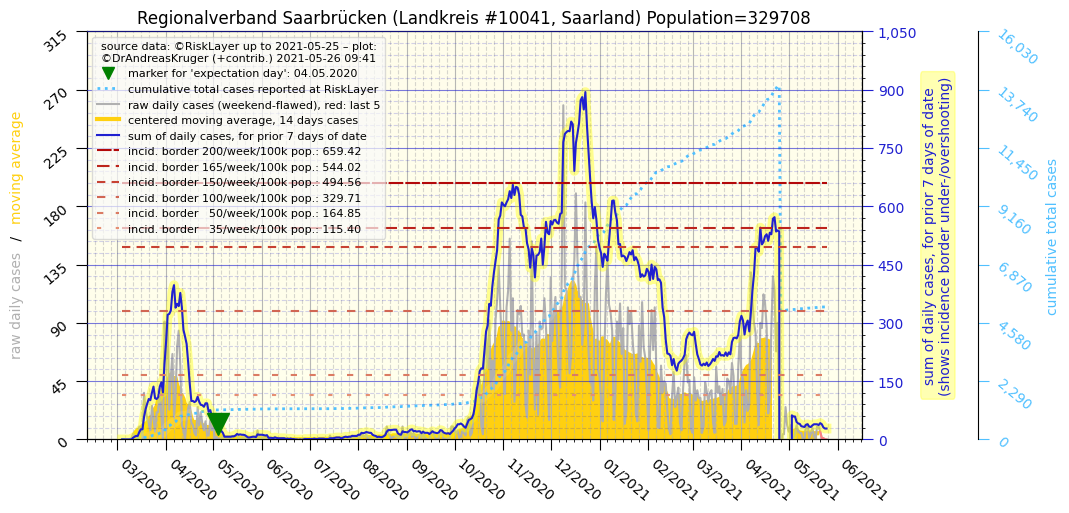 Regionalverband Saarbrücken (Landkreis #10041, Saarland) Population=329708
source data: ©RiskLayer up to 2021-05-25 – plot:
©DrAndreasKruger (+contrib.) 2021-05-26 09:41
marker for 'expectation day': 04.05.2020
cumulative total cases reported at RiskLayer
raw daily cases (weekend-flawed), red: last 5
centered moving average, 14 days cases
sum of daily cases, for prior 7 days of date
incid. border 200/week/100k pop.: 659.42
incid. border 165/week/100k pop.: 544.02
incid. border 150/week/100k pop.: 494.56
incid. border 100/week/100k pop.: 329.71
incid. border 50/week/100k pop.: 164.85
incid. border 35/week/100k pop.: 115.40
raw daily cases / moving average
315
270
225
180
135
90
45
0
03/2020
04/2020
05/2020
06/2020
07/2020
08/2020
09/2020
10/2020
11/2020
12/2020
01/2021
02/2021
03/2021
04/2021
05/2021
06/2021
1,050
900
750
600
450
300
150
0
sum of daily cases, for prior 7 days of date
(shows incidence border under-/overshooting)
16,030
13,740
11,450
9,160
6,870
4,580
2,290
0
cumulative total cases